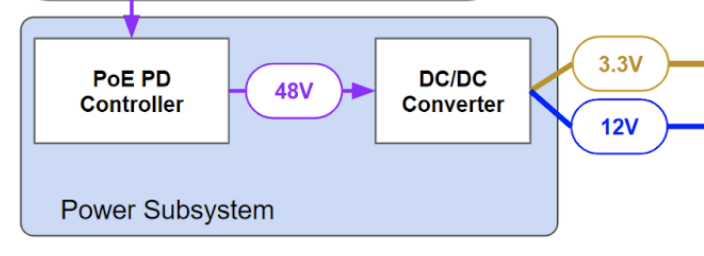 PoE PD
Controller
48V
DC/DC
Converter
3.3V
12V
Power Subsystem